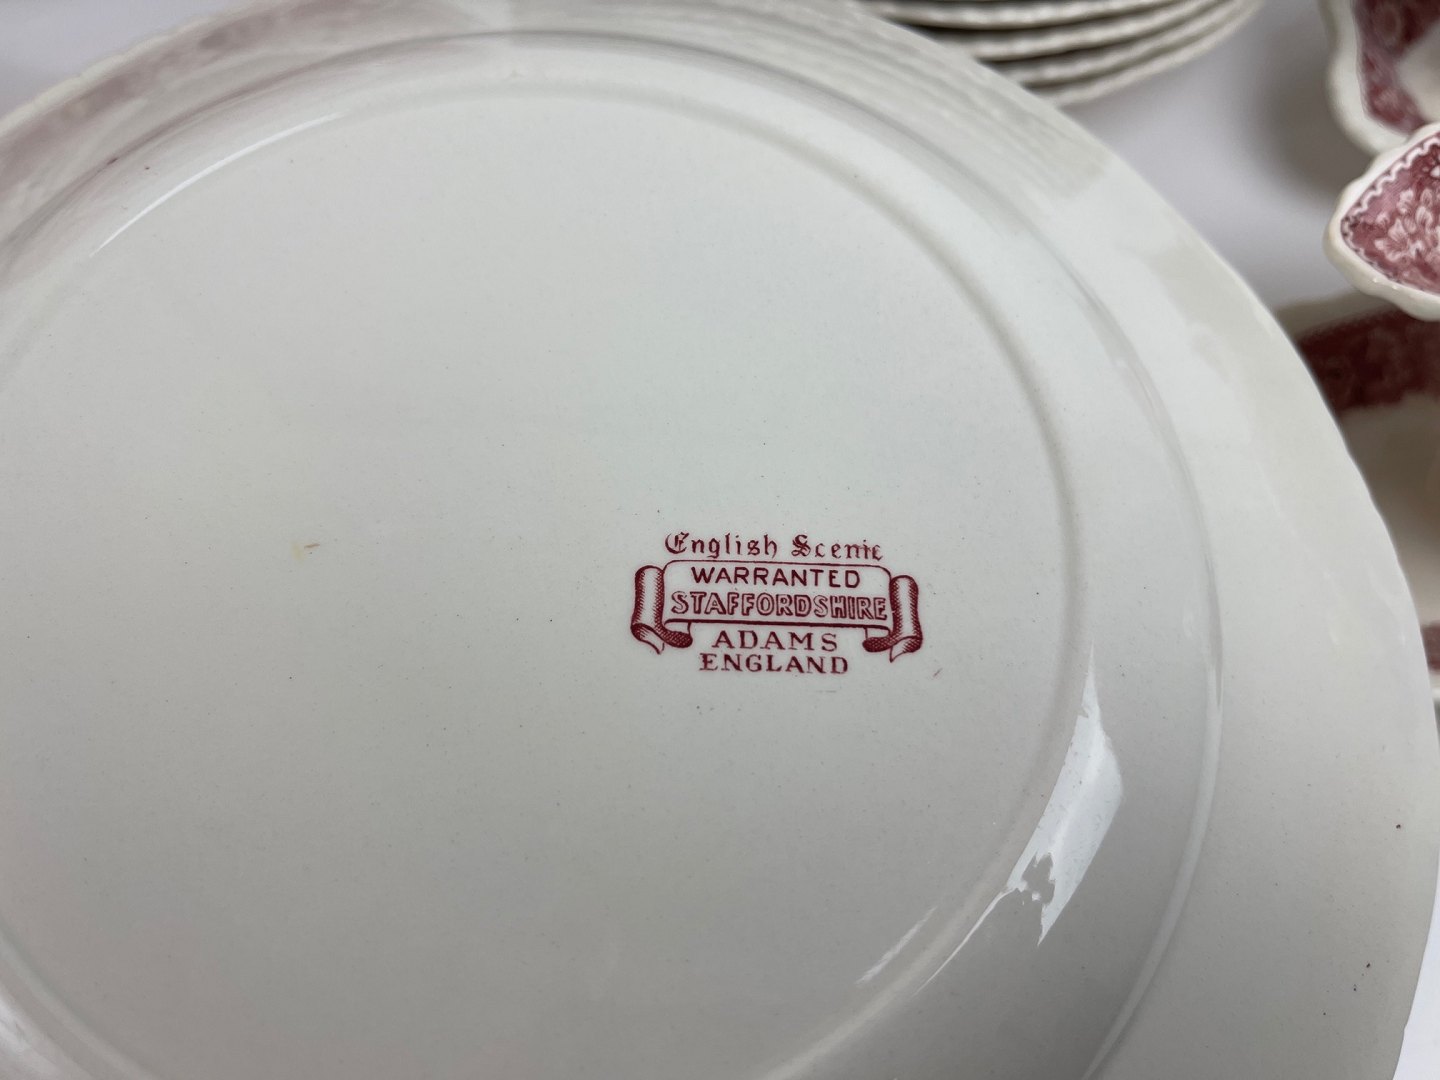 English Scenic
WARRANTED
STAFFORDSHIRE
ADAMS
ENGLAND